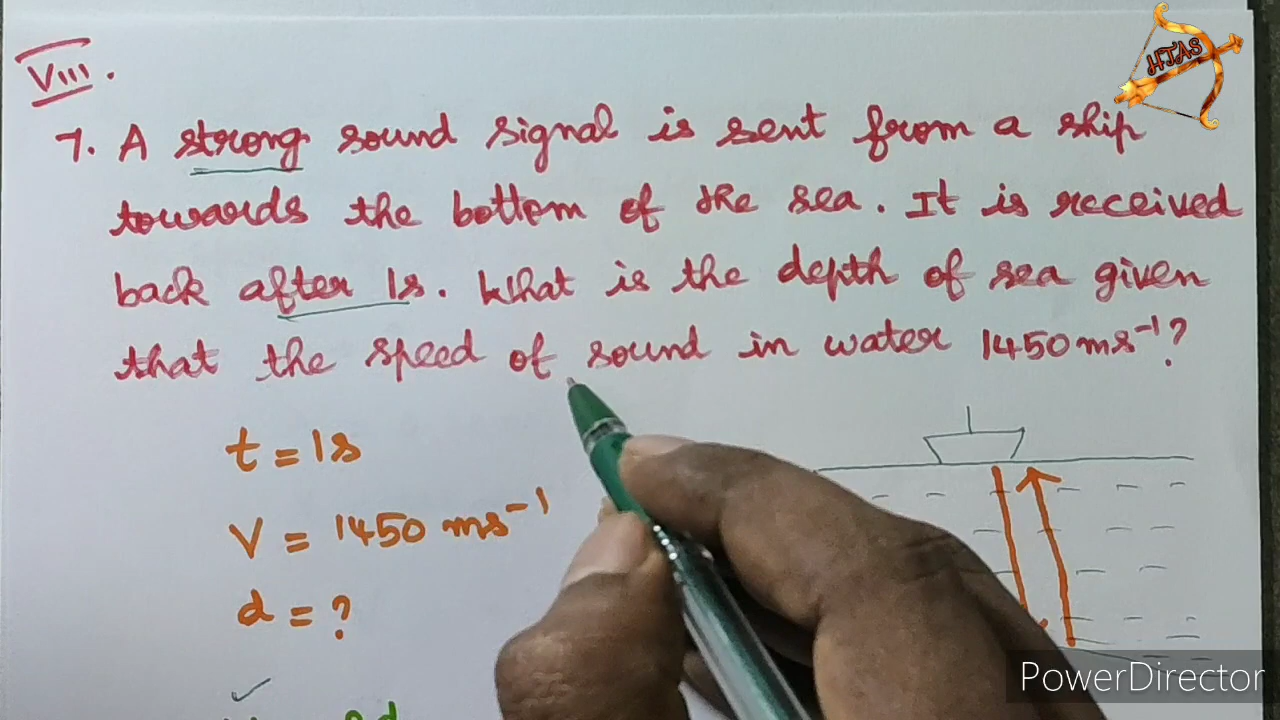 VIII.
HTAS
7. A strong sound signal is sent from a ship
towards the bottom of the sea. It is received
back after 1s. What is the depth of sea given
that the speed of sound in water 1450 ms⁻¹?
t = 1s
V = 1450 ms⁻¹
d = ?
PowerDirector